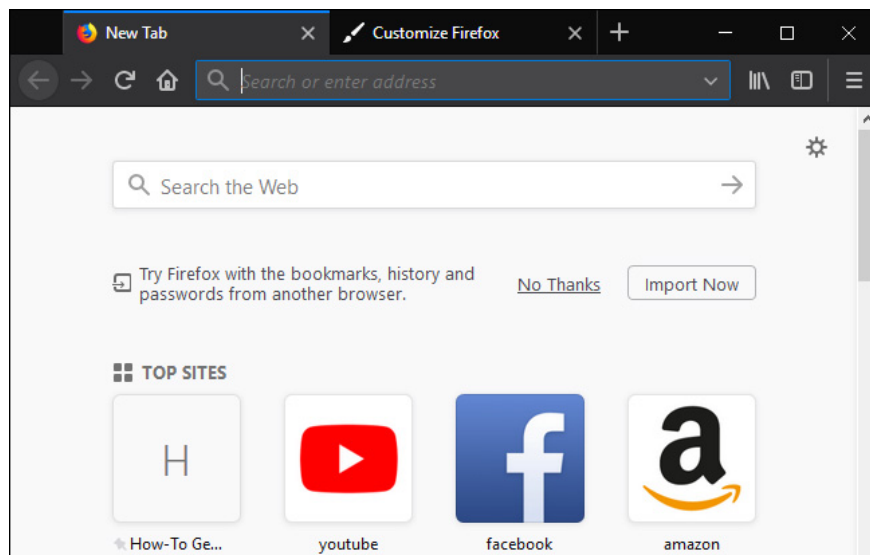 New Tab
Customize Firefox
Search or enter address
Search the Web
Try Firefox with the bookmarks, history and
passwords from another browser.
No Thanks
Import Now
TOP SITES
H
How-To Ge...
youtube
facebook
amazon